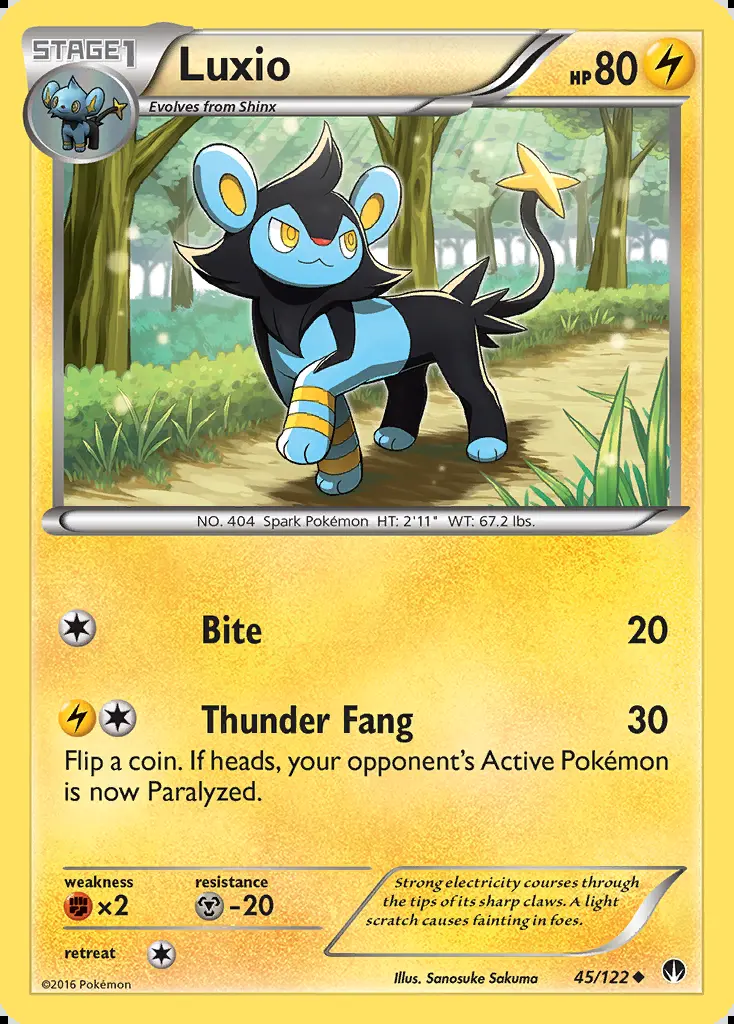 STAGE1
Luxio
HP80
Evolves from Shinx
NO. 404 Spark Pokémon HT: 2'11" WT: 67.2 lbs.
Bite 20
Thunder Fang 30
Flip a coin. If heads, your opponent's Active Pokémon
is now Paralyzed.
weakness resistance
×2 -20
retreat
Strong electricity courses through
the tips of its sharp claws. A light
scratch causes fainting in foes.
©2016 Pokémon
Illus. Sanosuke Sakuma 45/122